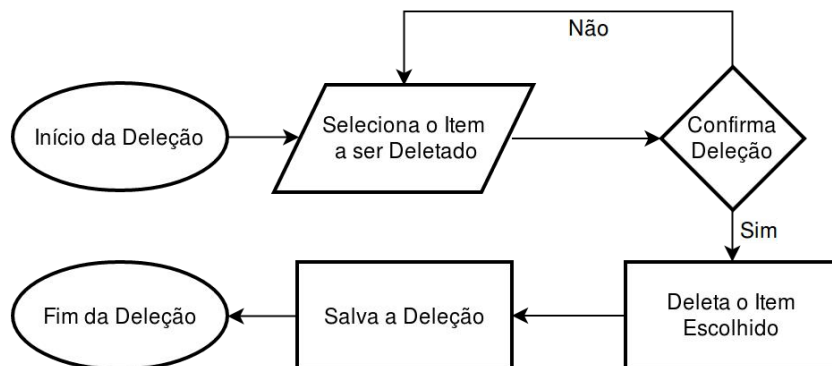 Não
Início da Deleção
Seleciona o Item
a ser Deletado
Confirma
Deleção
Sim
Fim da Deleção
Salva a Deleção
Deleta o Item
Escolhido